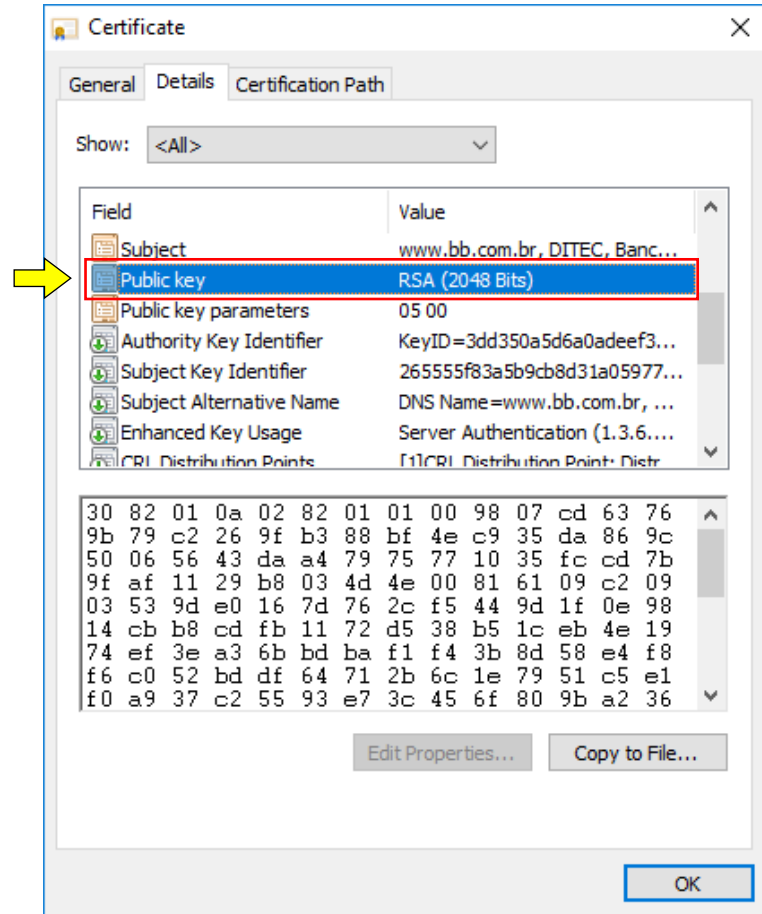 Certificate
General Details Certification Path
Show: <All>
Field Value
Subject www.bb.com.br, DITEC, Banc...
Public key RSA (2048 Bits)
Public key parameters 05 00
Authority Key Identifier KeyID=3dd350a5d6a0adeef3...
Subject Key Identifier 265555f83a5b9cb8d31a05977...
Subject Alternative Name DNS Name=www.bb.com.br, ...
Enhanced Key Usage Server Authentication (1.3.6....
CRL Distribution Points [1]CRL Distribution Point: Distr
30 82 01 0a 02 82 01 01 00 98 07 cd 63 76
9b 79 c2 26 9f b3 88 bf 4e c9 35 da 86 9c
50 06 56 43 da a4 79 75 77 10 35 fc cd 7b
9f af 11 29 b8 03 4d 4e 00 81 61 09 c2 09
03 53 9d e0 16 7d 76 2c f5 44 9d 1f 0e 98
14 cb b8 cd fb 11 72 d5 38 b5 1c eb 4e 19
74 ef 3e a3 6b bd ba f1 f4 3b 8d 58 e4 f8
f6 c0 52 bd df 64 71 2b 6c 1e 79 51 c5 e1
f0 a9 37 c2 55 93 e7 3c 45 6f 80 9b a2 36
Edit Properties... Copy to File...
OK